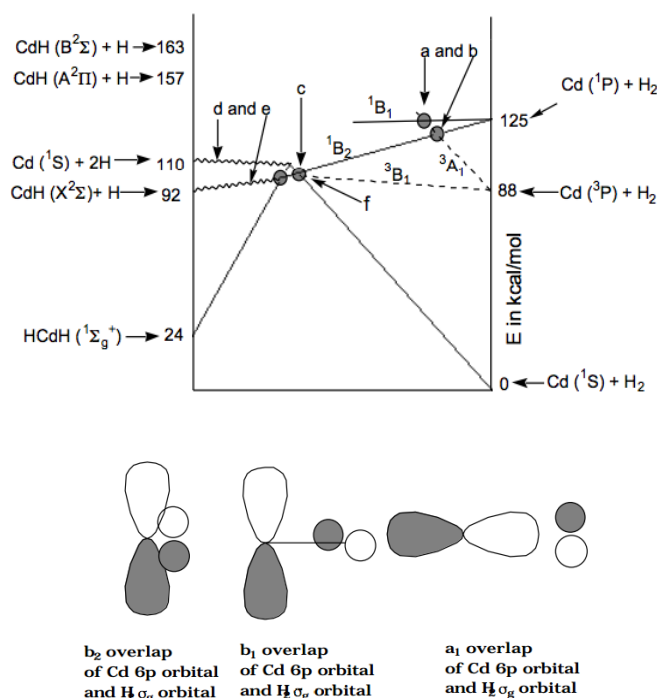 CdH (B²Σ) + H→163
CdH (A²Π) + H→157
a and b
Cd (¹P) + H₂
c
¹B₁
125
d and e
¹B₂
Cd (¹S) + 2H→ 110
³B₁
³A₁
CdH (X²Σ)+ H→ 92
f
88
Cd (³P) + H₂
E in kcal/mol
HCdH (¹Σg⁺)→ 24
0
Cd (¹S) + H₂
b₂ overlap
of Cd 6p orbital
and H₂ σg orbital
b₁ overlap
of Cd 6p orbital
and H₂ σg orbital
a₁ overlap
of Cd 6p orbital
and H₂ σg orbital